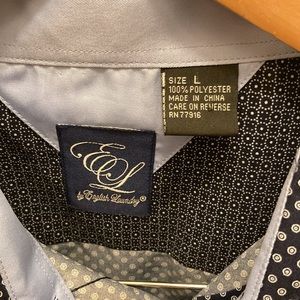 SIZE L
100% POLYESTER
MADE IN CHINA
CARE ON REVERSE
RN 77916
EL
by English Laundry®